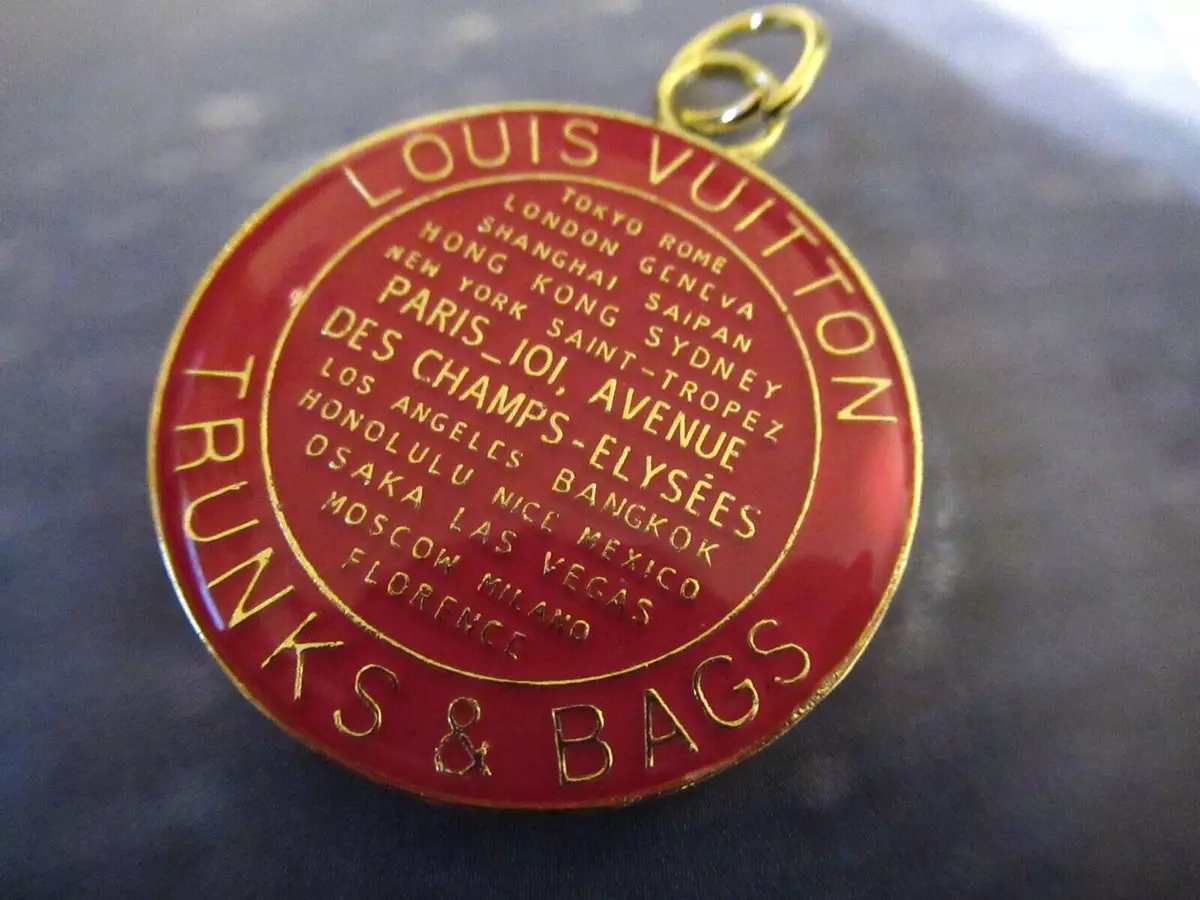 LOUIS VUITTON
TOKYO ROME
LONDON GENEVA
SHANGHAI SAIPAN
HONG KONG SYDNEY
NEW YORK SAINT-TROPEZ
PARIS_101, AVENUE
DES CHAMPS-ELYSÉES
LOS ANGELES BANGKOK
HONOLULU NICE MEXICO
OSAKA LAS VEGAS
MOSCOW MILANO
FLORENCE
TRUNKS & BAGS